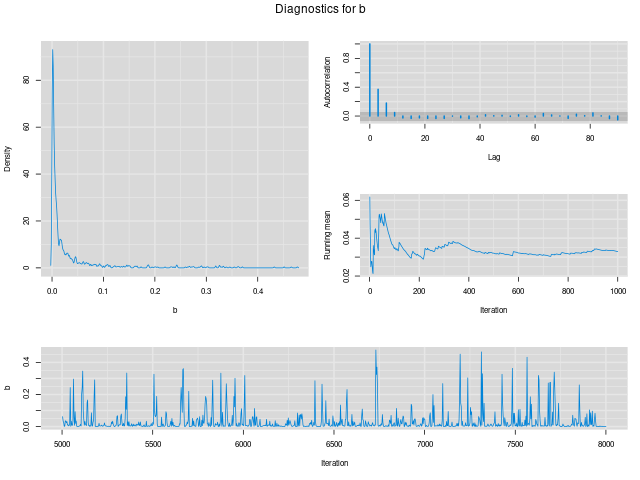 Diagnostics for b
Density
0 20 40 60 80
0.0 0.1 0.2 0.3 0.4
b
Autocorrelation
0.0 0.4 0.8
0 20 40 60 80
Lag
Running mean
0.02 0.04 0.06
0 200 400 600 800 1000
Iteration
b
0.0 0.2 0.4
5000 5500 6000 6500 7000 7500 8000
Iteration